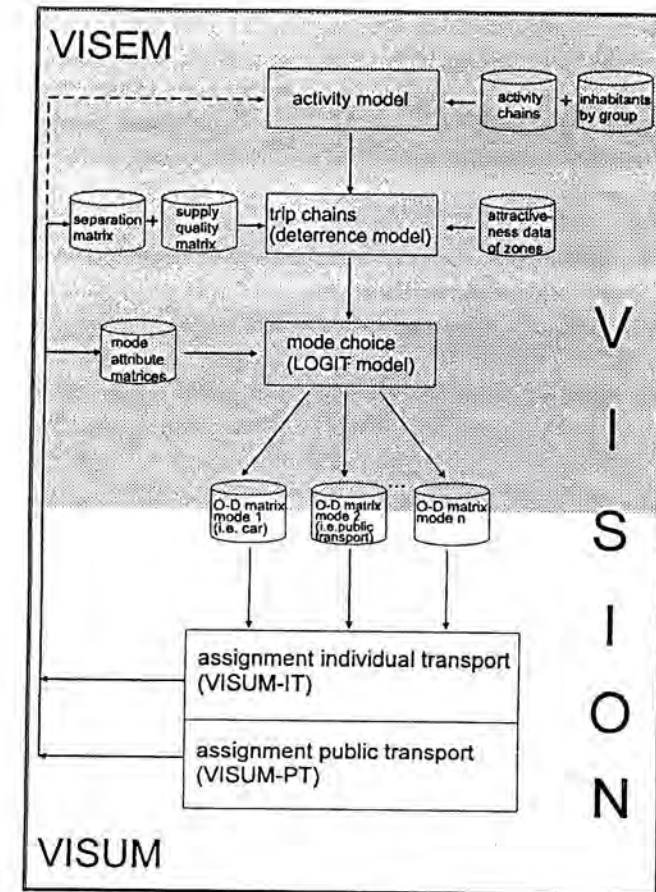 VISEM
activity model
activity
chains
+
inhabitants
by group
separation
matrix
+
supply
quality
matrix
trip chains
(deterrence model)
attractive-
ness data
of zones
mode
attribute
matrices
mode choice
(LOGIT model)
O-D matrix
mode 1
(i.e. car)
O-D matrix
mode 2
(i.e.public
transport)
...
O-D matrix
mode n
assignment individual transport
(VISUM-IT)
assignment public transport
(VISUM-PT)
VISUM
V
I
S
I
O
N